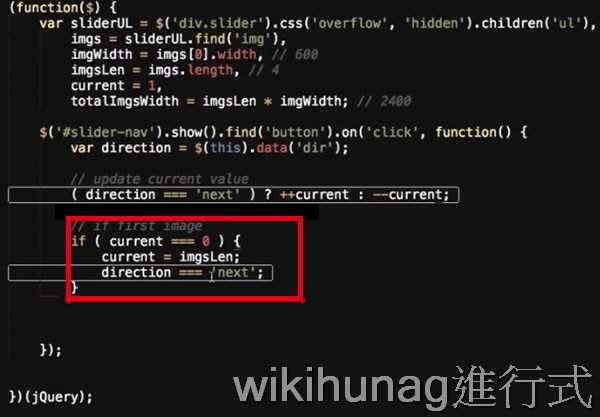 (function($) {
var sliderUL = $('div.slider').css('overflow', 'hidden').children('ul'),
imgs = sliderUL.find('img'),
imgWidth = imgs[0].width, // 600
imgsLen = imgs.length, // 4
current = 1,
totalImgsWidth = imgsLen * imgWidth; // 2400
$('#slider-nav').show().find('button').on('click', function() {
var direction = $(this).data('dir');
// update current value
( direction === 'next' ) ? ++current : --current;
// if first image
if ( current === 0 ) {
current = imgsLen;
direction === 'next';
}
});
})(jQuery);
wikihunag進行式